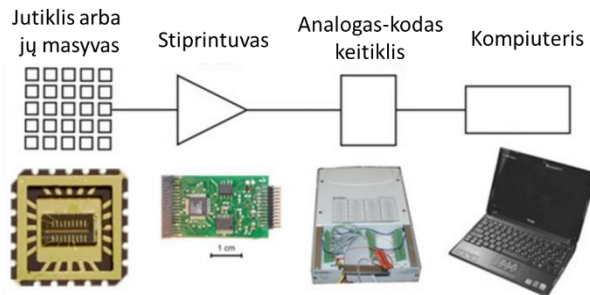 Jutiklis arba
jų masyvas
Stiprintuvas
Analogas-kodas
keitiklis
Kompiuteris
1 cm